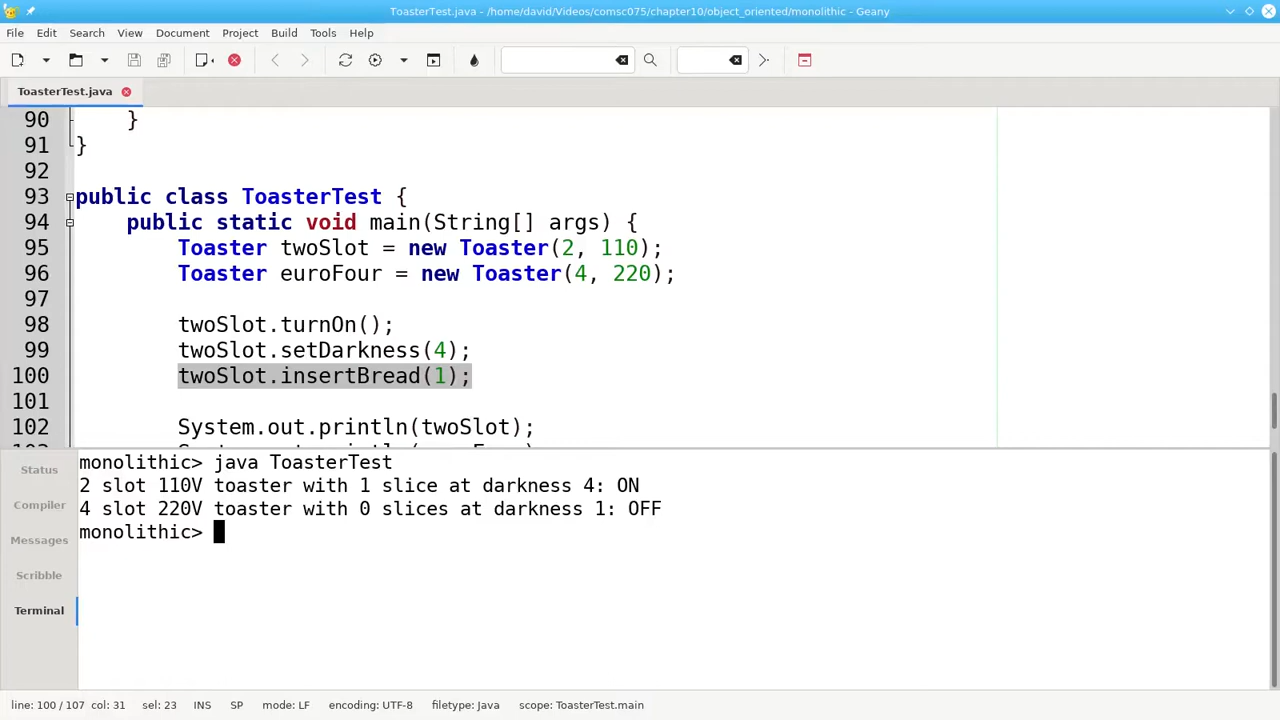 ToasterTest.java - /home/david/Videos/comsc075/chapter10/object_oriented/monolithic - Geany
File Edit Search View Document Project Build Tools Help
ToasterTest.java
90 }
91 }
92
93 public class ToasterTest {
94 public static void main(String[] args) {
95 Toaster twoSlot = new Toaster(2, 110);
96 Toaster euroFour = new Toaster(4, 220);
97
98 twoSlot.turnOn();
99 twoSlot.setDarkness(4);
100 twoSlot.insertBread(1);
101
102 System.out.println(twoSlot);
Status
Compiler
Messages
Scribble
Terminal
monolithic> java ToasterTest
2 slot 110V toaster with 1 slice at darkness 4: ON
4 slot 220V toaster with 0 slices at darkness 1: OFF
monolithic>
line: 100 / 107 col: 31 sel: 23 INS SP mode: LF encoding: UTF-8 filetype: Java scope: ToasterTest.main